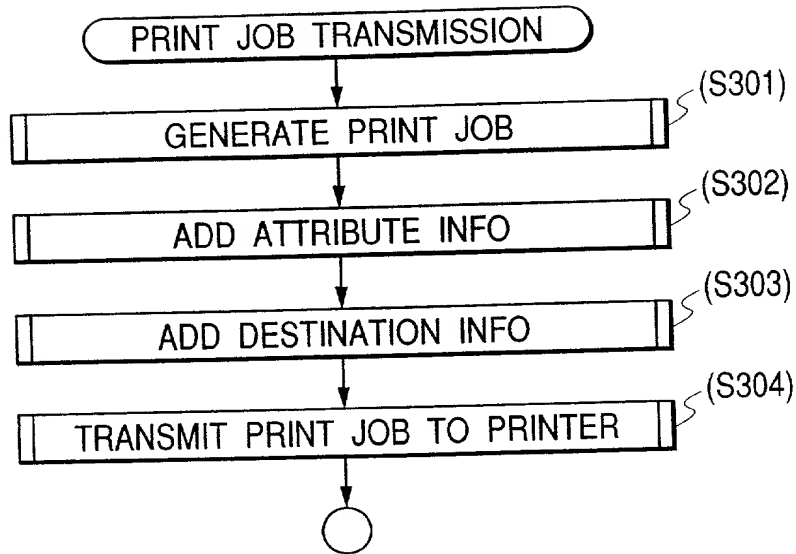 PRINT JOB TRANSMISSION
(S301)
GENERATE PRINT JOB
(S302)
ADD ATTRIBUTE INFO
(S303)
ADD DESTINATION INFO
(S304)
TRANSMIT PRINT JOB TO PRINTER